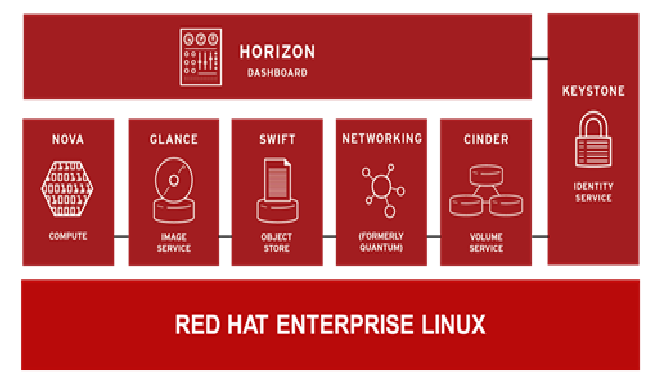 HORIZON
DASHBOARD
KEYSTONE
IDENTITY
SERVICE
NOVA
COMPUTE
GLANCE
IMAGE
SERVICE
SWIFT
OBJECT
STORE
NETWORKING
(FORMERLY
QUANTUM)
CINDER
VOLUME
SERVICE
RED HAT ENTERPRISE LINUX